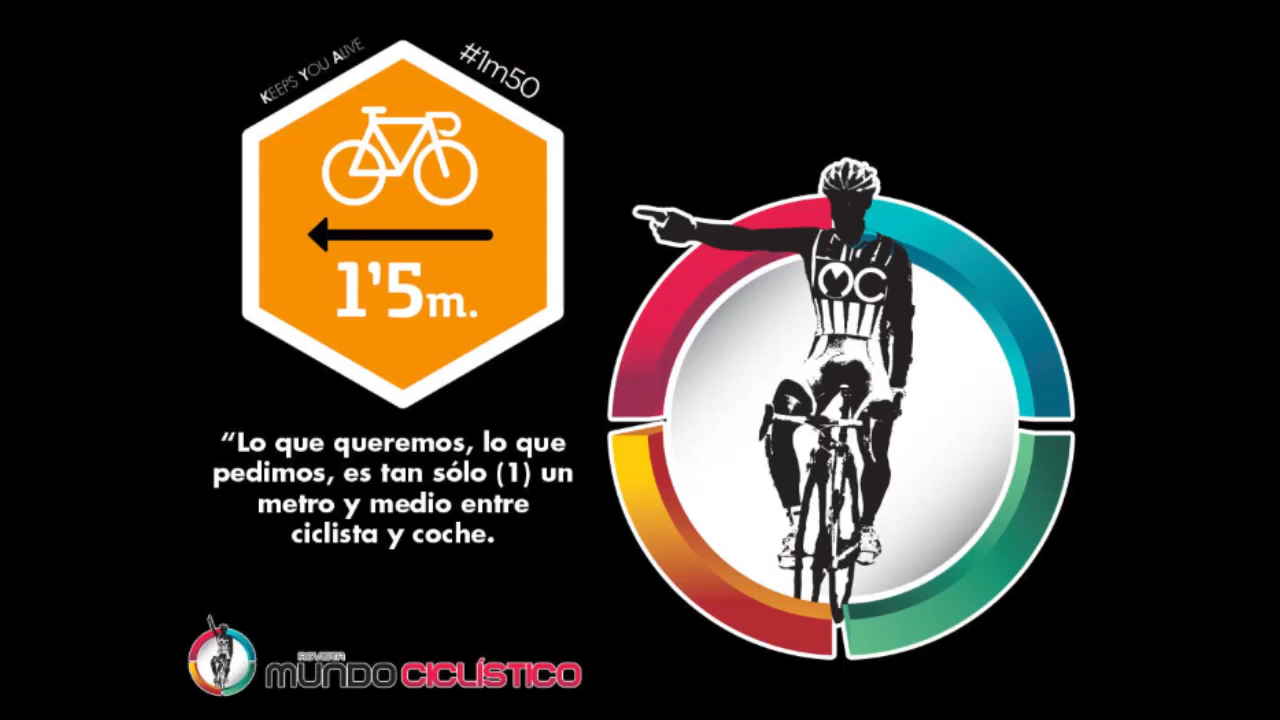 KEEPS YOU ALIVE
#1m50
1’5m.
“Lo que queremos, lo que
pedimos, es tan sólo (1) un
metro y medio entre
ciclista y coche.
MC
REVISTA
MUNDO CICLÍSTICO